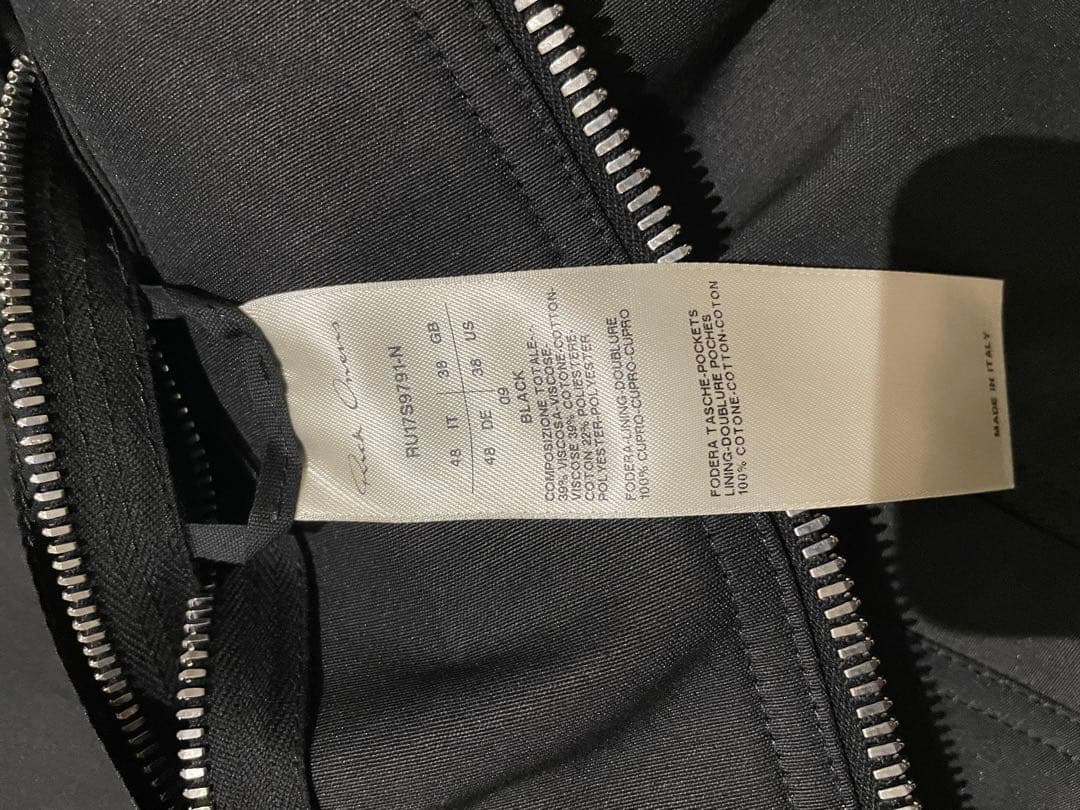 Rick Owens
RU17S9791-N
48 IT 38 GB
48 DE 38 US
09
BLACK
COMPOSIZIONE TOTALE-
39% VISCOSA-VISCOSE-
VISCOSE 39% COTONE-COTTON-
COTON 22% POLIESTERE-
POLYESTER-POLYESTER
FODERA-LINING-DOUBLURE
100% CUPRO-CUPRO-CUPRO
FODERA TASCHE-POCKETS
LINING-DOUBLURE POCHES
100% COTONE-COTTON-COTON
MADE IN ITALY